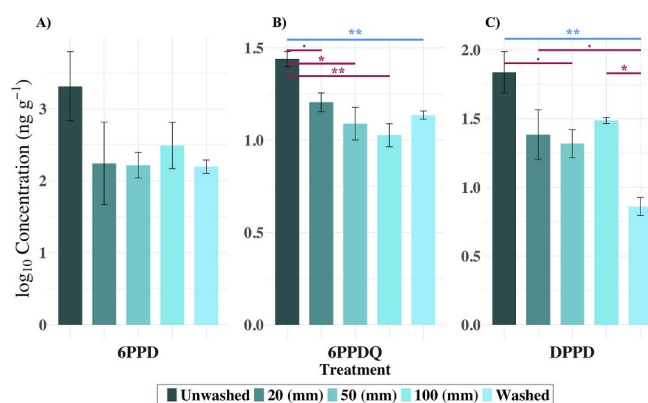 A)
B)
C)
log10 Concentration (ng g−1)
4
3
2
1
0
1.5
1.0
0.5
0.0
2.0
1.5
1.0
0.5
0.0
**
.
*
**
**
.
.
*
6PPD
6PPDQ
DPPD
Treatment
Unwashed 20 (mm) 50 (mm) 100 (mm) Washed